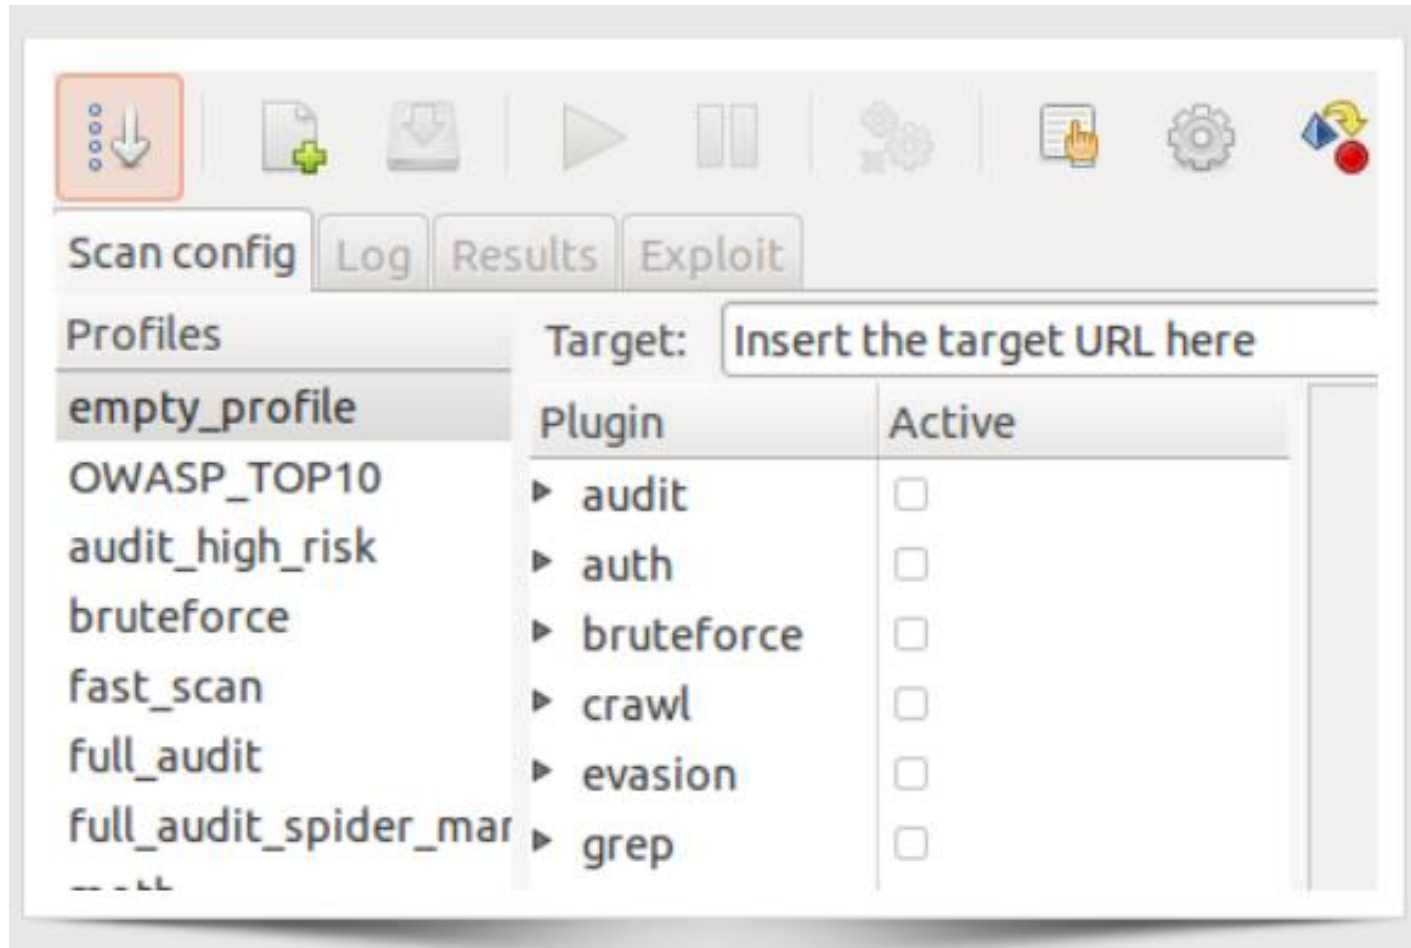 Scan config Log Results Exploit
Profiles
empty_profile
OWASP_TOP10
audit_high_risk
bruteforce
fast_scan
full_audit
full_audit_spider_mar
Target: Insert the target URL here
Plugin Active
audit
auth
bruteforce
crawl
evasion
grep